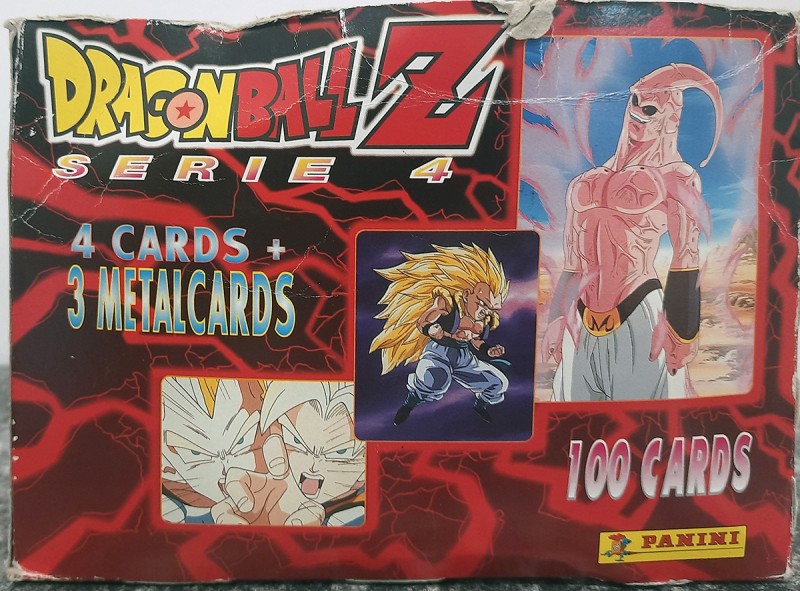 DRAGONBALL Z
SERIE 4
4 CARDS +
3 METALCARDS
M
100 CARDS
PANINI